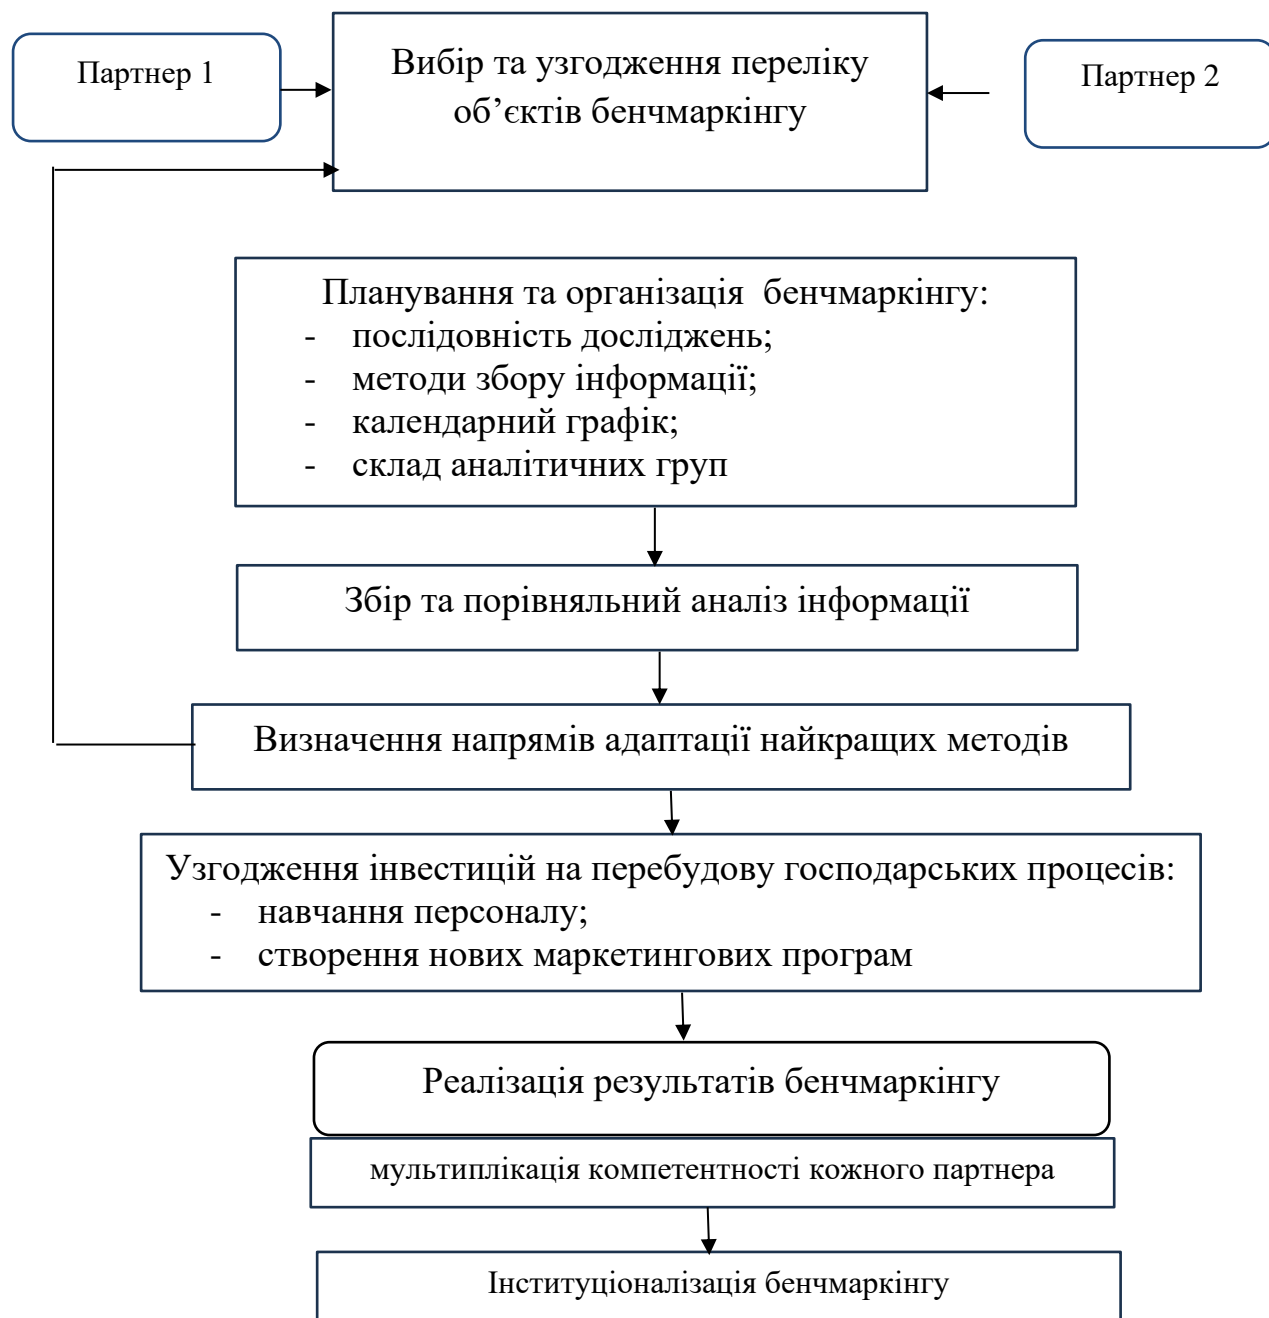 Партнер 1
Вибір та узгодження переліку
об’єктів бенчмаркінгу
Партнер 2
Планування та організація бенчмаркінгу:
- послідовність досліджень;
- методи збору інформації;
- календарний графік;
- склад аналітичних груп
Збір та порівняльний аналіз інформації
Визначення напрямів адаптації найкращих методів
Узгодження інвестицій на перебудову господарських процесів:
- навчання персоналу;
- створення нових маркетингових програм
Реалізація результатів бенчмаркінгу
мультиплікація компетентності кожного партнера
Інституціоналізація бенчмаркінгу